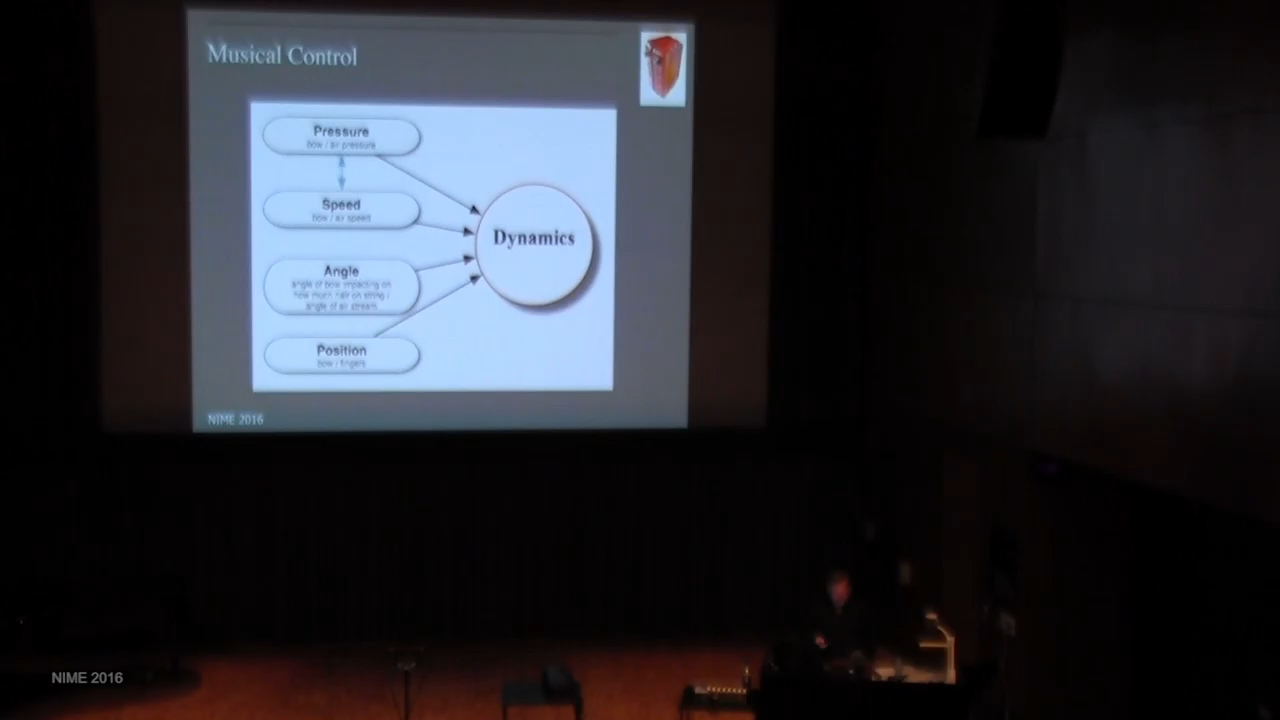 Musical Control
Pressure
bow / air pressure
Speed
bow / air speed
Angle
angle of bow impacting on
how much hair on string /
angle of air stream
Position
bow / fingers
Dynamics
NIME 2016
NIME 2016